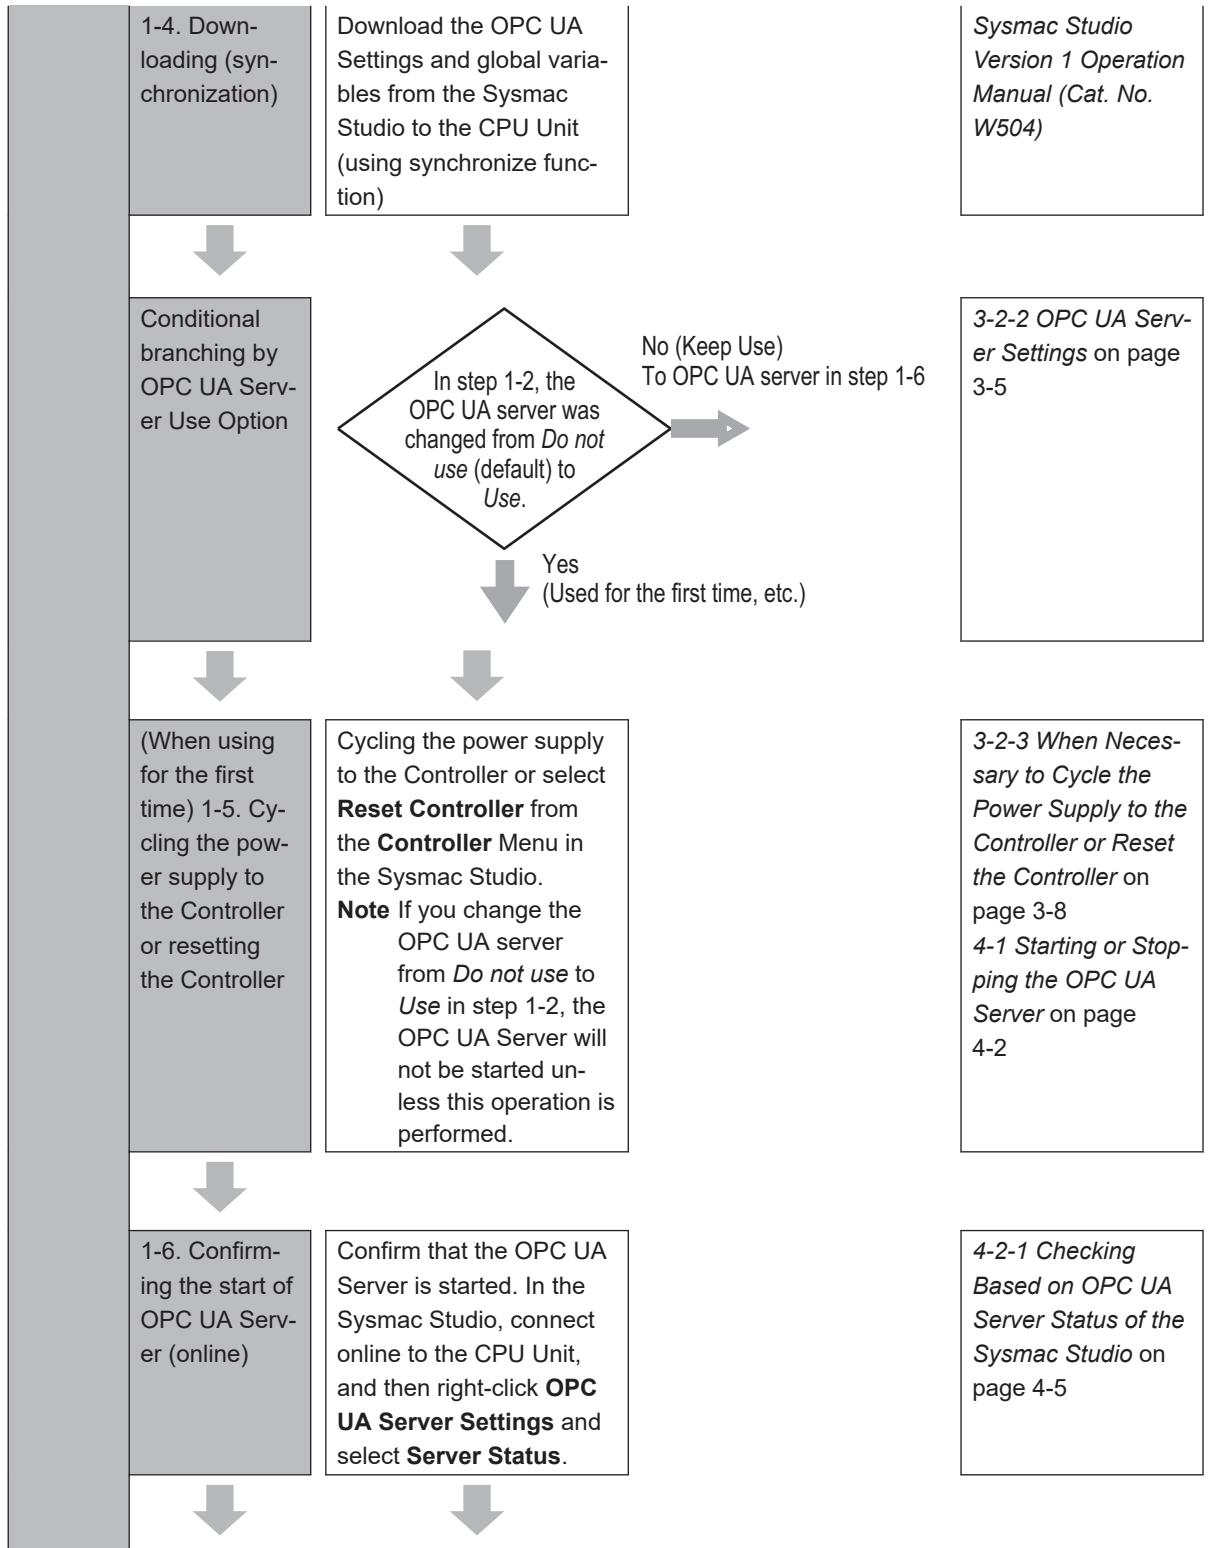 1-4. Down-
loading (syn-
chronization)
Download the OPC UA
Settings and global varia-
bles from the Sysmac
Studio to the CPU Unit
(using synchronize func-
tion)
Sysmac Studio
Version 1 Operation
Manual (Cat. No.
W504)
Conditional
branching by
OPC UA Serv-
er Use Option
In step 1-2, the
OPC UA server was
changed from Do not
use (default) to
Use.
No (Keep Use)
To OPC UA server in step 1-6
Yes
(Used for the first time, etc.)
3-2-2 OPC UA Serv-
er Settings on page
3-5
(When using
for the first
time) 1-5. Cy-
cling the pow-
er supply to
the Controller
or resetting
the Controller
Cycling the power supply
to the Controller or select
Reset Controller from
the Controller Menu in
the Sysmac Studio.
Note If you change the
OPC UA server
from Do not use to
Use in step 1-2, the
OPC UA Server will
not be started un-
less this operation is
performed.
3-2-3 When Neces-
sary to Cycle the
Power Supply to the
Controller or Reset
the Controller on
page 3-8
4-1 Starting or Stop-
ping the OPC UA
Server on page
4-2
1-6. Confirm-
ing the start of
OPC UA Serv-
er (online)
Confirm that the OPC UA
Server is started. In the
Sysmac Studio, connect
online to the CPU Unit,
and then right-click OPC
UA Server Settings and
select Server Status.
4-2-1 Checking
Based on OPC UA
Server Status of the
Sysmac Studio on
page 4-5